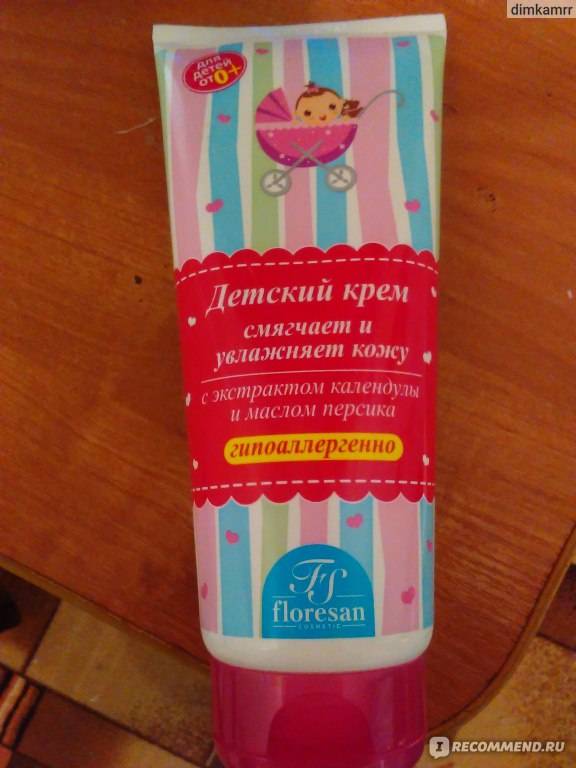 dimkamrr
для
детей
от 0+
Детский крем
смягчает и
увлажняет кожу
с экстрактом календулы
и маслом персика
гипоаллергенно
FS
floresan
COSMETIC
IRECOMMEND.RU